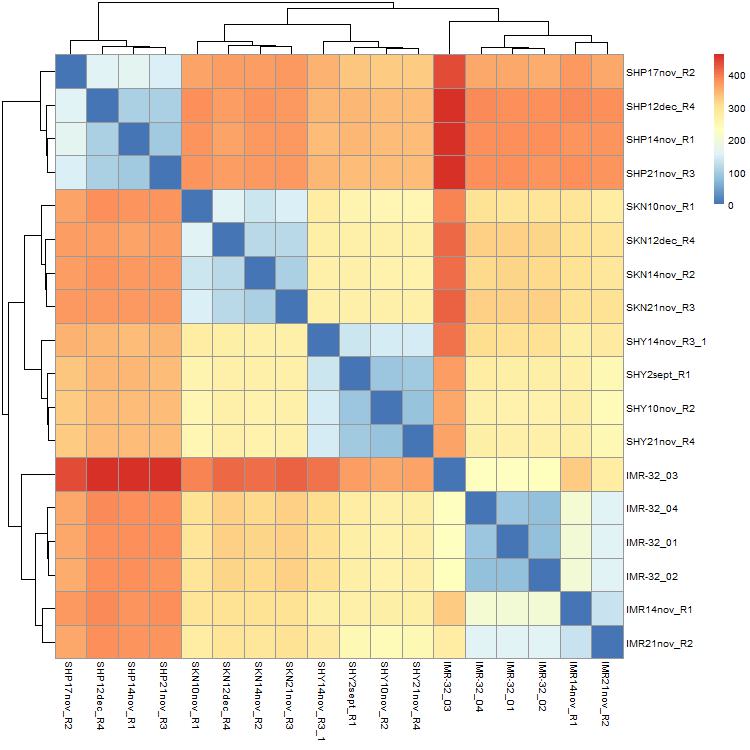 400
300
200
100
0
SHP17nov_R2
SHP12dec_R4
SHP14nov_R1
SHP21nov_R3
SKN10nov_R1
SKN12dec_R4
SKN14nov_R2
SKN21nov_R3
SHY14nov_R3_1
SHY2sept_R1
SHY10nov_R2
SHY21nov_R4
IMR-32_03
IMR-32_04
IMR-32_01
IMR-32_02
IMR14nov_R1
IMR21nov_R2
SHP17nov_R2
SHP12dec_R4
SHP14nov_R1
SHP21nov_R3
SKN10nov_R1
SKN12dec_R4
SKN14nov_R2
SKN21nov_R3
SHY14nov_R3_1
SHY2sept_R1
SHY10nov_R2
SHY21nov_R4
IMR-32_03
IMR-32_04
IMR-32_01
IMR-32_02
IMR14nov_R1
IMR21nov_R2